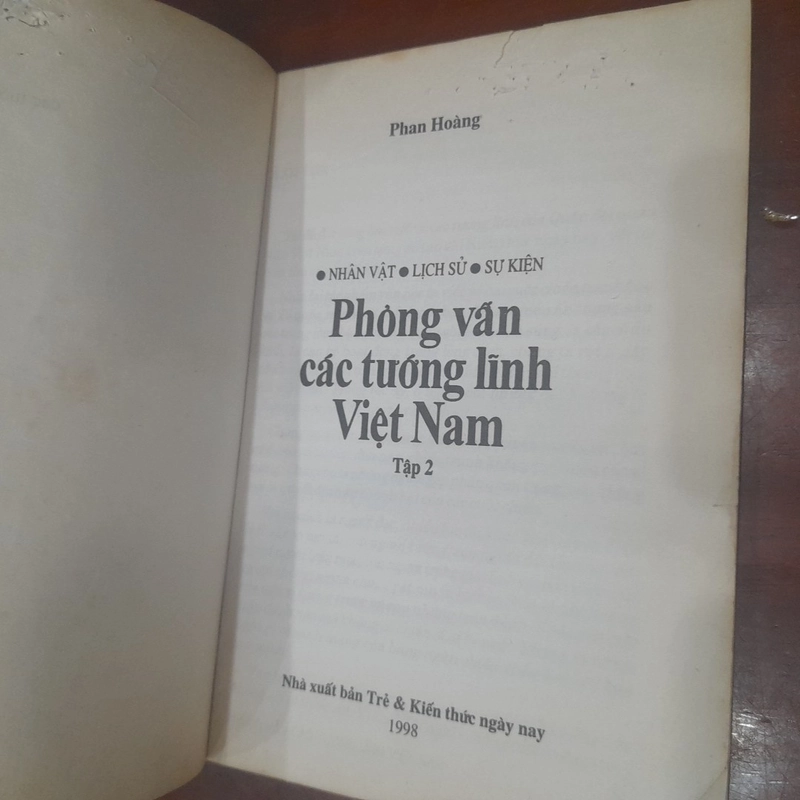 Phan Hoàng
● NHÂN VẬT ● LỊCH SỬ ● SỰ KIỆN
Phỏng vấn
các tướng lĩnh
Việt Nam
Tập 2
Nhà xuất bản Trẻ & Kiến thức ngày nay
1998